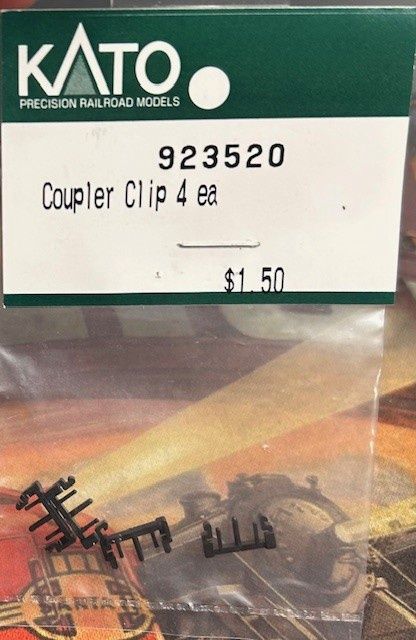 KATO
PRECISION RAILROAD MODELS
923520
Coupler Clip 4 ea
$1.50